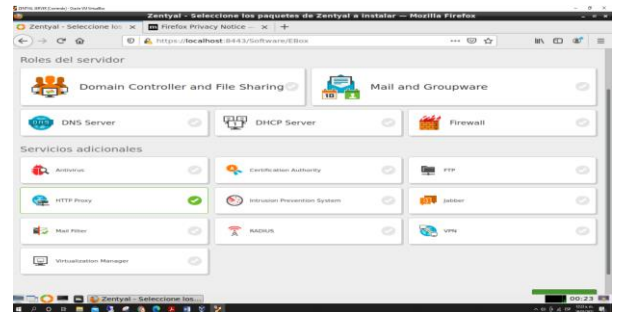 Zentyal - Seleccione los paquetes de Zentyal a instalar — Mozilla Firefox
Zentyal - Seleccione lo: × Firefox Privacy Notice — × +
https://localhost:8443/Software/EBox
Roles del servidor
Domain Controller and File Sharing
Mail and Groupware
DNS Server
DHCP Server
Firewall
Servicios adicionales
Antivirus
Certification Authority
FTP
HTTP Proxy
Intrusion Prevention System
Jabber
Mail Filter
RADIUS
VPN
Virtualization Manager
Zentyal - Seleccione los...
00:23